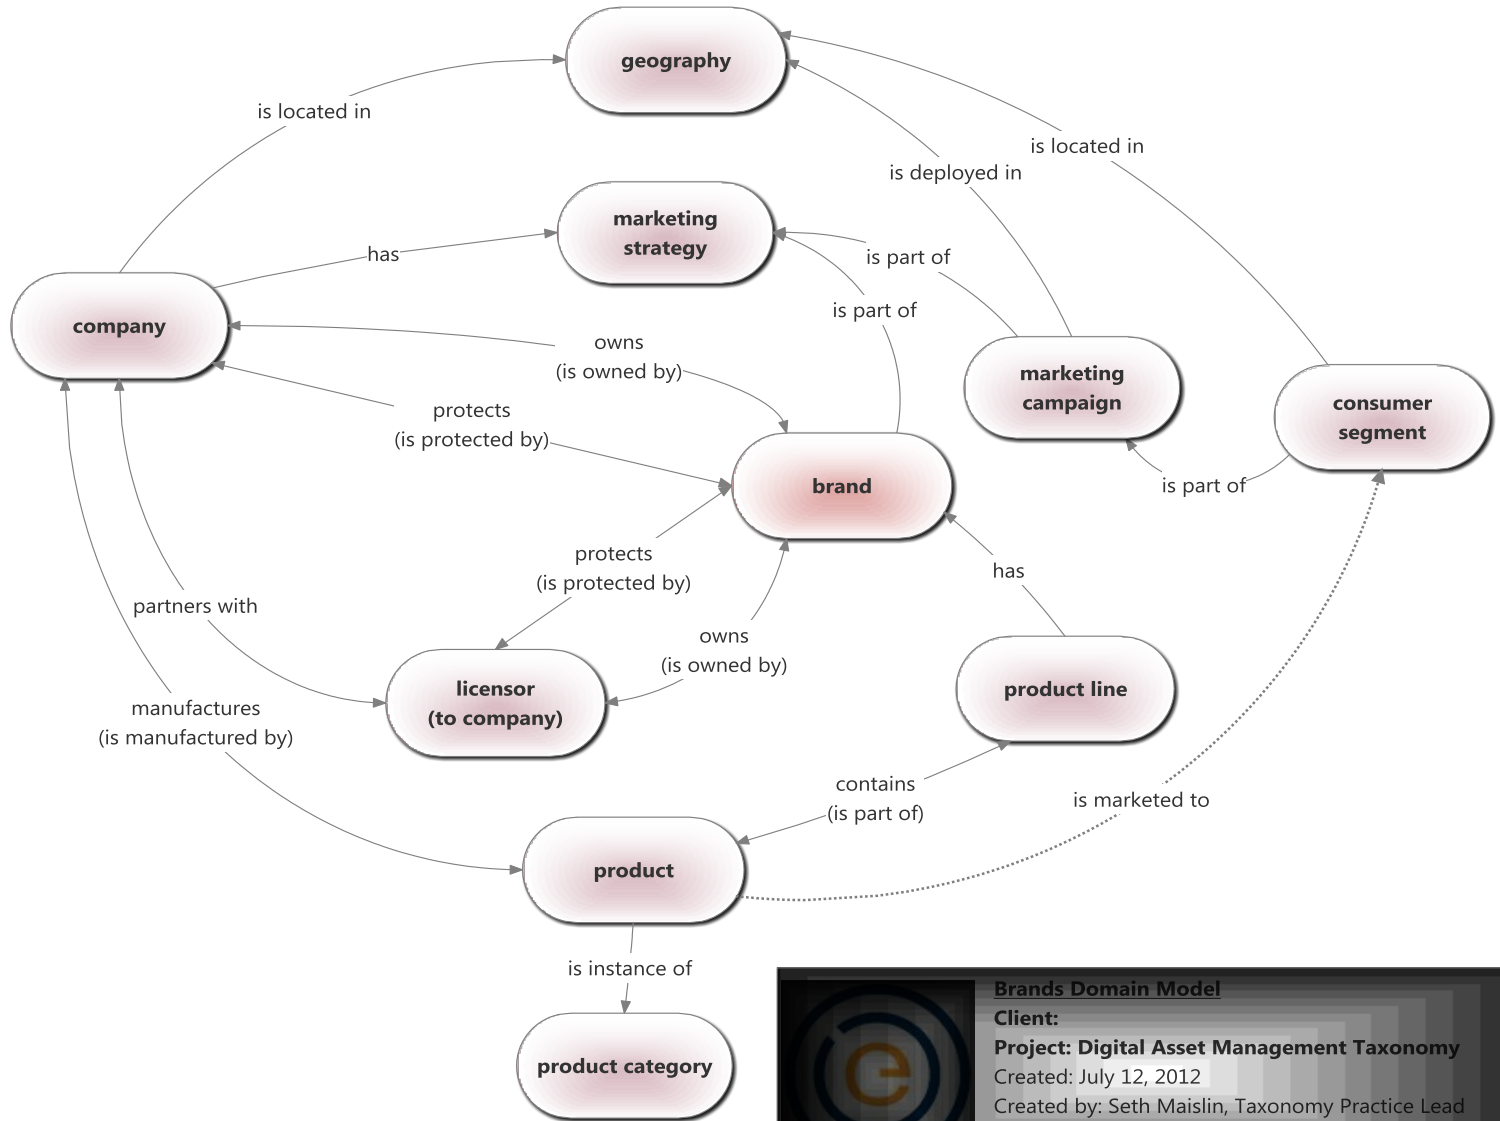 geography
is located in
is located in
is deployed in
marketing
strategy
has
is part of
is part of
company
owns
(is owned by)
marketing
campaign
consumer
segment
protects
(is protected by)
brand
is part of
protects
(is protected by)
has
partners with
owns
(is owned by)
licensor
(to company)
product line
manufactures
(is manufactured by)
contains
(is part of)
is marketed to
product
is instance of
product category
e
Brands Domain Model
Client:
Project: Digital Asset Management Taxonomy
Created: July 12, 2012
Created by: Seth Maislin, Taxonomy Practice Lead